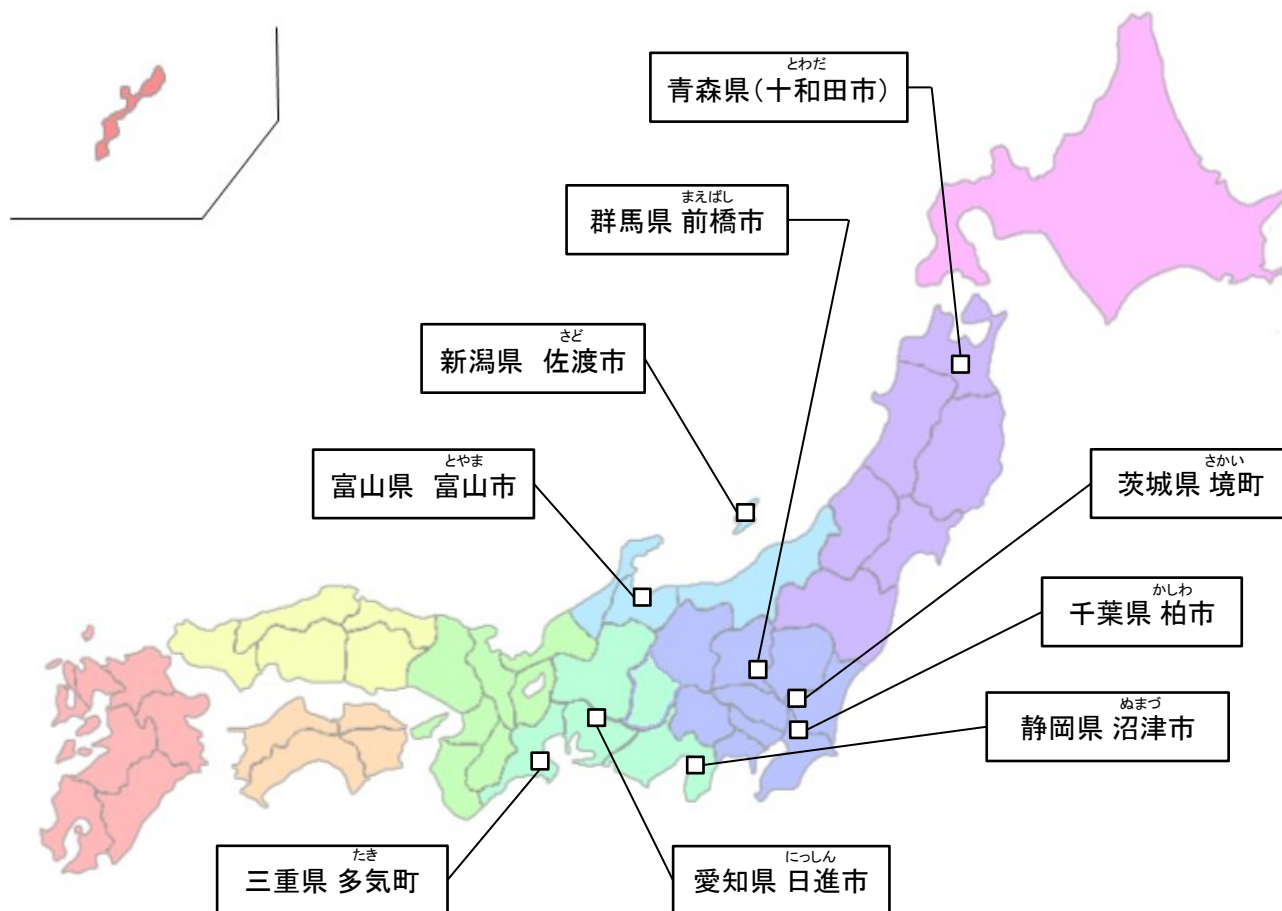 とわだ
青森県(十和田市)
まえばし
群馬県 前橋市
さど
新潟県 佐渡市
とやま
富山県 富山市
さかい
茨城県 境町
かしわ
千葉県 柏市
ぬまづ
静岡県 沼津市
たき
三重県 多気町
にっしん
愛知県 日進市